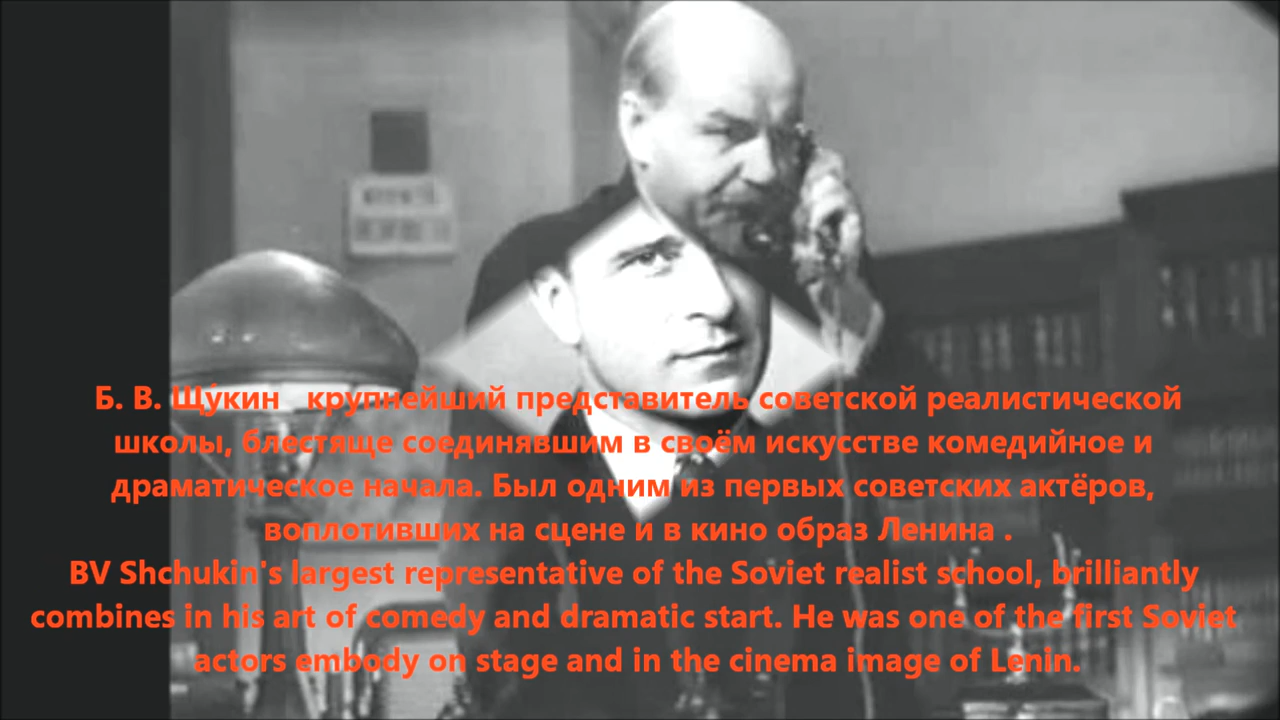 Б. В. Щу́кин крупнейший представитель советской реалистической
школы, блестяще соединявшим в своём искусстве комедийное и
драматическое начала. Был одним из первых советских актёров,
воплотивших на сцене и в кино образ Ленина .
BV Shchukin's largest representative of the Soviet realist school, brilliantly
combines in his art of comedy and dramatic start. He was one of the first Soviet
actors embody on stage and in the cinema image of Lenin.